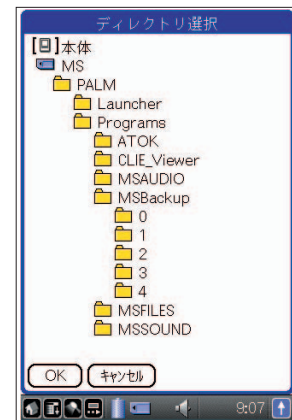 ディレクトリ選択
【】本体
MS
PALM
Launcher
Programs
ATOK
CLIE_Viewer
MSAUDIO
MSBackup
0
1
2
3
4
MSFILES
MSSOUND
OK キャンセル
9:07